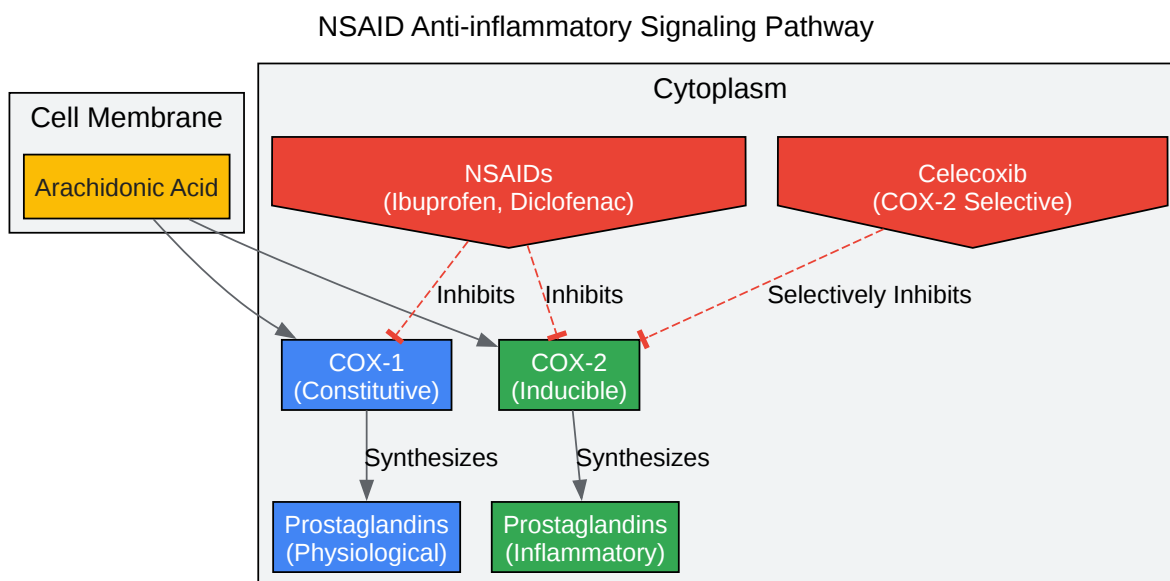 NSAID Anti-inflammatory Signaling Pathway
Cell Membrane
Arachidonic Acid
Cytoplasm
NSAIDs
(Ibuprofen, Diclofenac)
Celecoxib
(COX-2 Selective)
Inhibits
Inhibits
Selectively Inhibits
COX-1
(Constitutive)
COX-2
(Inducible)
Synthesizes
Synthesizes
Prostaglandins
(Physiological)
Prostaglandins
(Inflammatory)